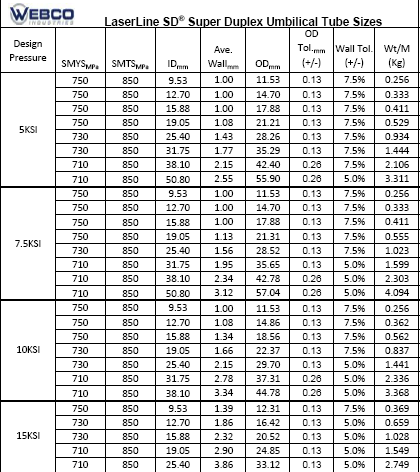 WEBCO
INDUSTRIES
LaserLine SD® Super Duplex Umbilical Tube Sizes
Design Pressure SMYS MPa SMTS MPa ID mm Ave. Wall mm OD mm OD Tol. mm (+/-) Wall Tol. (+/-) Wt/M (Kg)
5KSI
750 850 9.53 1.00 11.53 0.13 7.5% 0.256
750 850 12.70 1.00 14.70 0.13 7.5% 0.333
750 850 15.88 1.00 17.88 0.13 7.5% 0.411
750 850 19.05 1.08 21.21 0.13 7.5% 0.529
730 850 25.40 1.43 28.26 0.13 7.5% 0.934
730 850 31.75 1.77 35.29 0.13 7.5% 1.444
710 850 38.10 2.15 42.40 0.26 7.5% 2.106
710 850 50.80 2.55 55.90 0.26 5.0% 3.311
7.5KSI
750 850 9.53 1.00 11.53 0.13 7.5% 0.256
750 850 12.70 1.00 14.70 0.13 7.5% 0.333
750 850 15.88 1.00 17.88 0.13 7.5% 0.411
750 850 19.05 1.13 21.31 0.13 7.5% 0.555
730 850 25.40 1.56 28.52 0.13 7.5% 1.023
710 850 31.75 1.95 35.65 0.13 5.0% 1.599
710 850 38.10 2.34 42.78 0.26 5.0% 2.303
710 850 50.80 3.12 57.04 0.26 5.0% 4.094
10KSI
750 850 9.53 1.00 11.53 0.13 7.5% 0.256
750 850 12.70 1.08 14.86 0.13 7.5% 0.362
750 850 15.88 1.34 18.56 0.13 7.5% 0.562
730 850 19.05 1.66 22.37 0.13 7.5% 0.837
730 850 25.40 2.15 29.70 0.13 5.0% 1.441
710 850 31.75 2.78 37.31 0.26 5.0% 2.336
710 850 38.10 3.34 44.78 0.26 5.0% 3.368
15KSI
750 850 9.53 1.39 12.31 0.13 7.5% 0.369
730 850 12.70 1.86 16.42 0.13 5.0% 0.659
730 850 15.88 2.32 20.52 0.13 5.0% 1.028
710 850 19.05 2.90 24.85 0.13 5.0% 1.549
710 850 25.40 3.86 33.12 0.13 5.0% 2.749